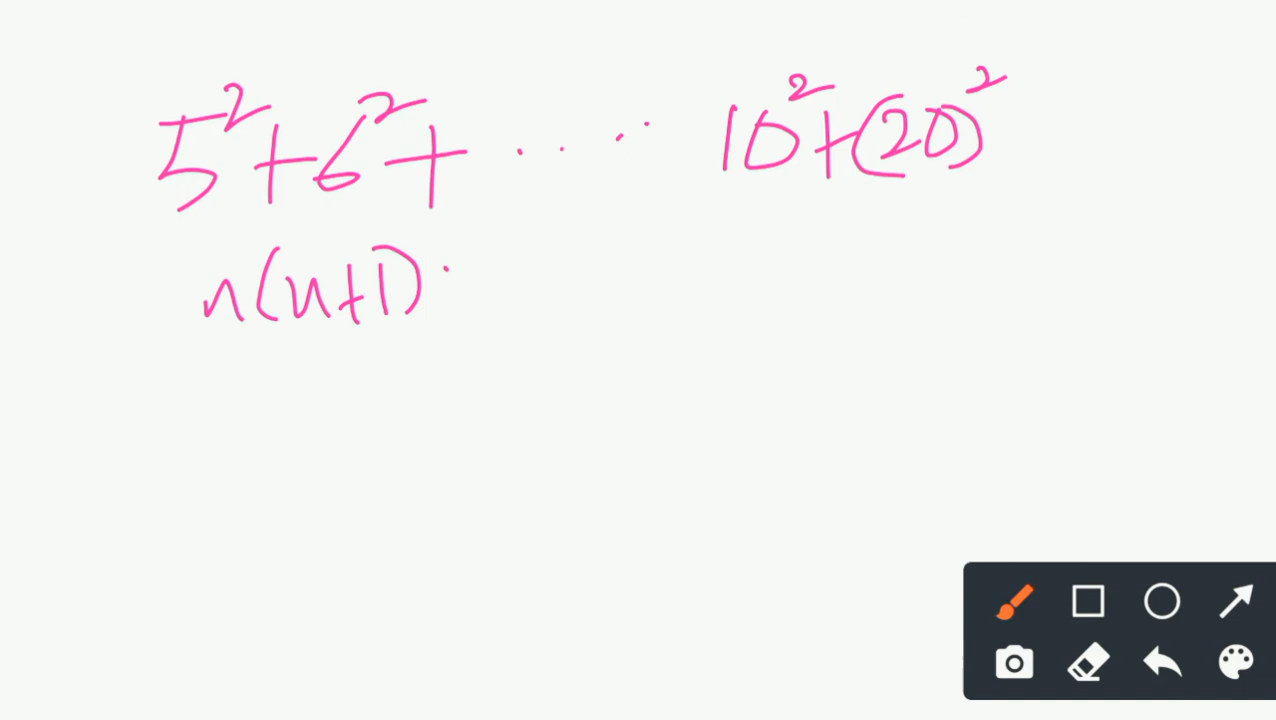 5²+6²+ . . . . 10²+(20)²
n(n+1) .